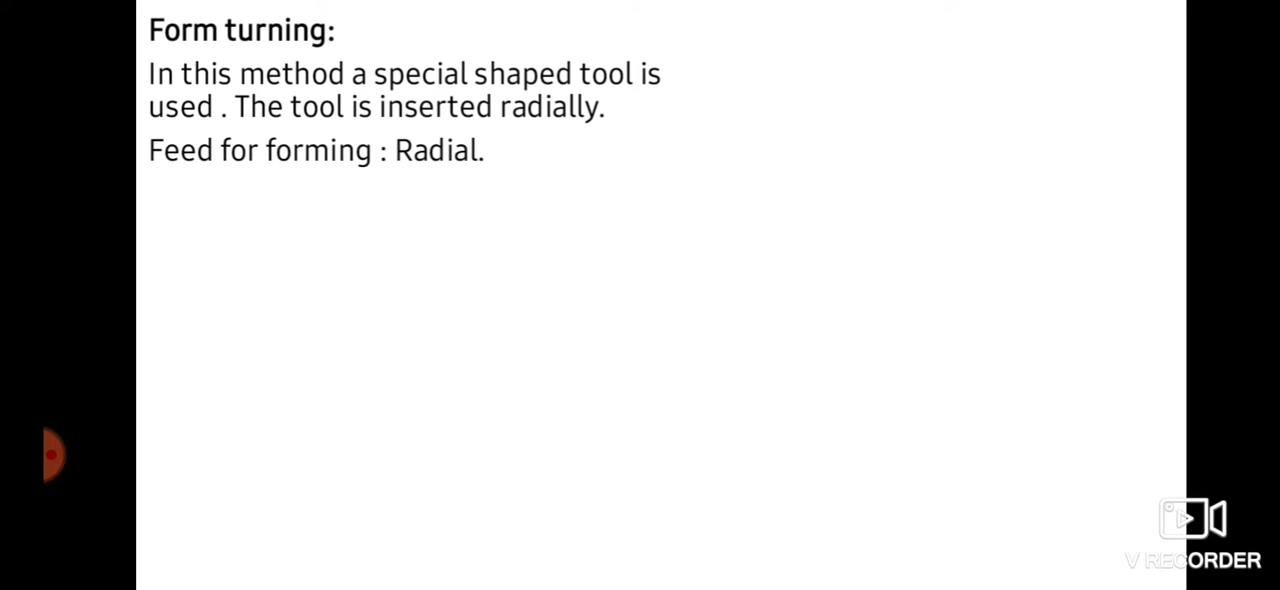 Form turning:
In this method a special shaped tool is
used . The tool is inserted radially.
Feed for forming : Radial.
V RECORDER